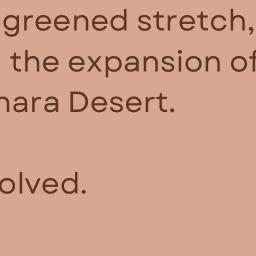 greened stretch,
the expansion of
hara Desert.
olved.